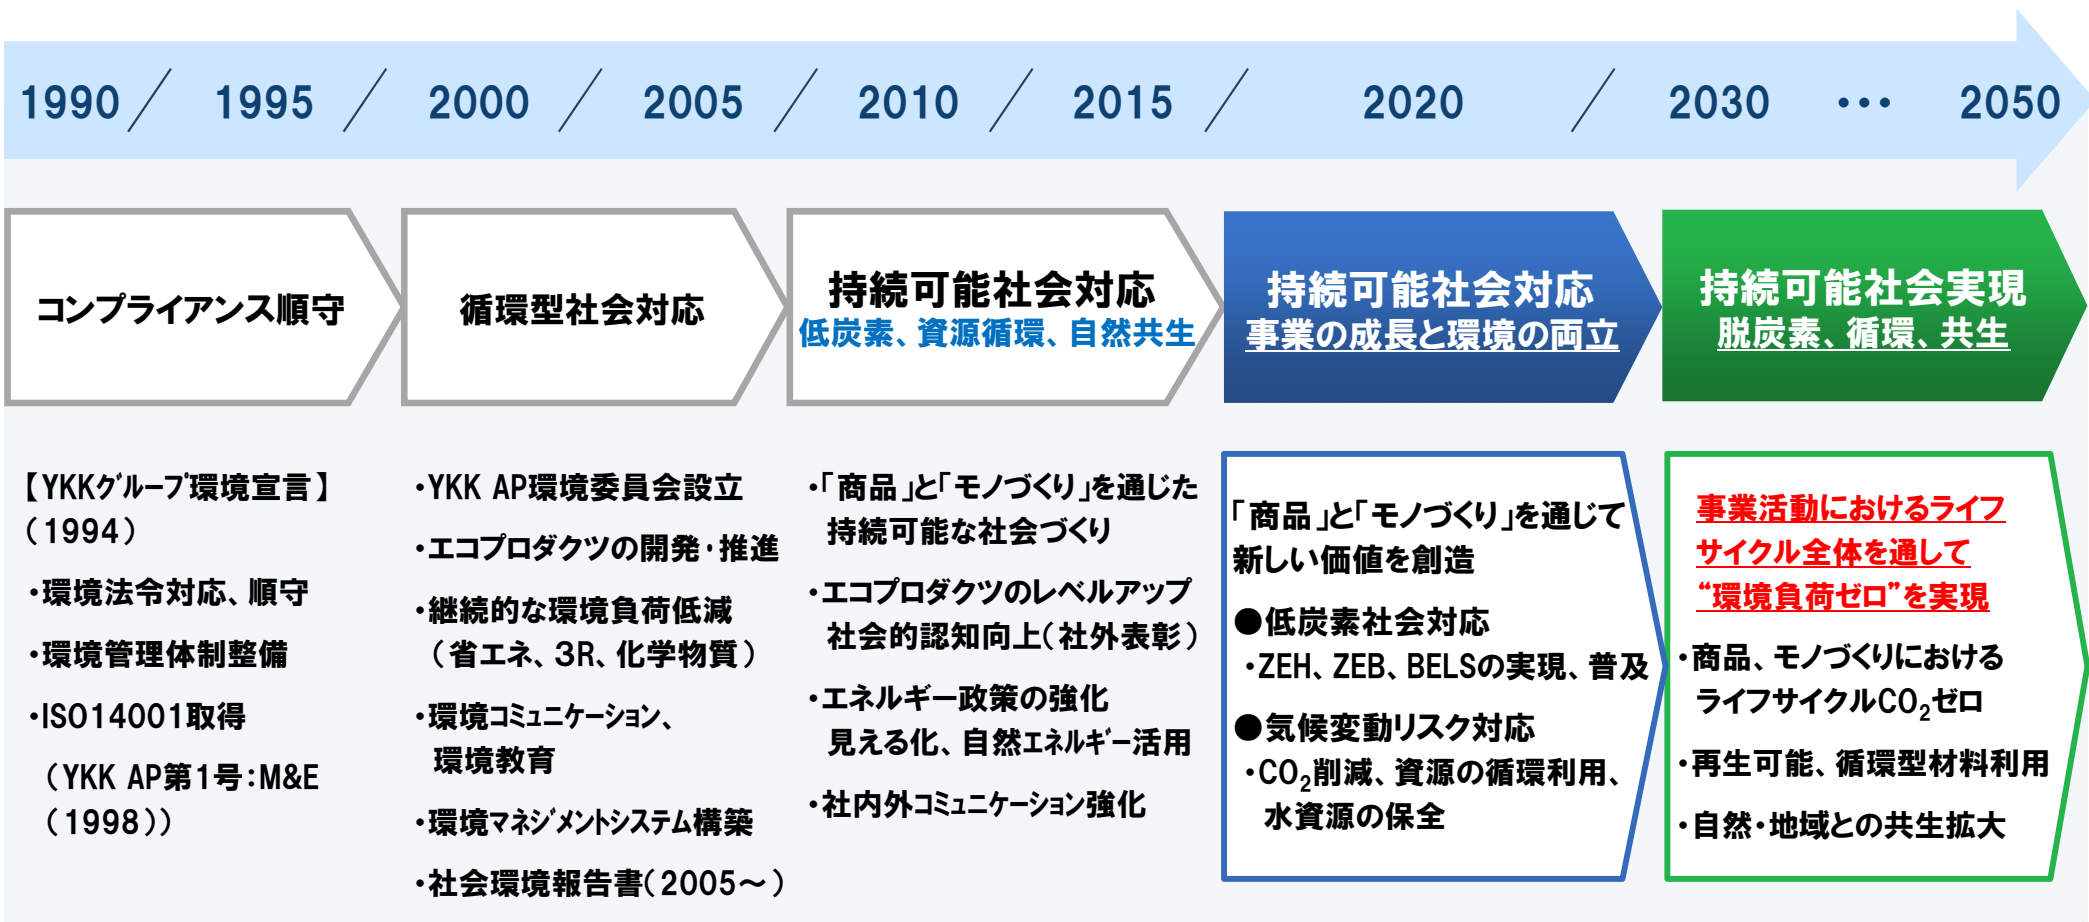 1990 / 1995 / 2000 / 2005 / 2010 / 2015 / 2020 / 2030 ・・・ 2050
コンプライアンス順守
循環型社会対応
持続可能社会対応
低炭素、資源循環、自然共生
持続可能社会対応
事業の成長と環境の両立
持続可能社会実現
脱炭素、循環、共生
【YKKグループ環境宣言】
（1994）
・環境法令対応、順守
・環境管理体制整備
・ISO14001取得
（YKK AP第1号：M&E
（1998））
・YKK AP環境委員会設立
・エコプロダクツの開発・推進
・継続的な環境負荷低減
（省エネ、3R、化学物質）
・環境コミュニケーション、
環境教育
・環境マネジメントシステム構築
・社会環境報告書（2005～）
・「商品」と「モノづくり」を通じた
持続可能な社会づくり
・エコプロダクツのレベルアップ
社会的認知向上（社外表彰）
・エネルギー政策の強化
見える化、自然エネルギー活用
・社内外コミュニケーション強化
「商品」と「モノづくり」を通じて
新しい価値を創造
●低炭素社会対応
・ZEH、ZEB、BELSの実現、普及
●気候変動リスク対応
・CO₂削減、資源の循環利用、
水資源の保全
事業活動におけるライフ
サイクル全体を通して
“環境負荷ゼロ”を実現
・商品、モノづくりにおける
ライフサイクルCO₂ゼロ
・再生可能、循環型材料利用
・自然・地域との共生拡大